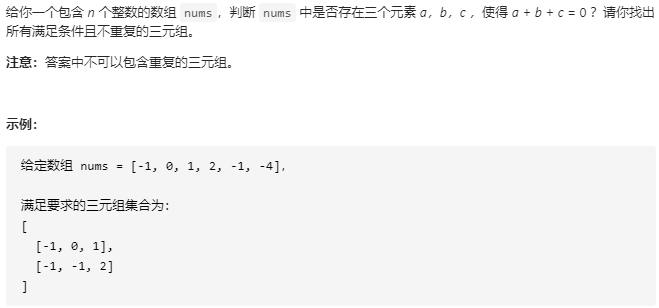 给你一个包含 n 个整数的数组 nums，判断 nums 中是否存在三个元素 a，b，c ，使得 a + b + c = 0 ？请你找出
所有满足条件且不重复的三元组。
注意：答案中不可以包含重复的三元组。
示例：
给定数组 nums = [-1, 0, 1, 2, -1, -4]，
满足要求的三元组集合为：
[
[-1, 0, 1],
[-1, -1, 2]
]